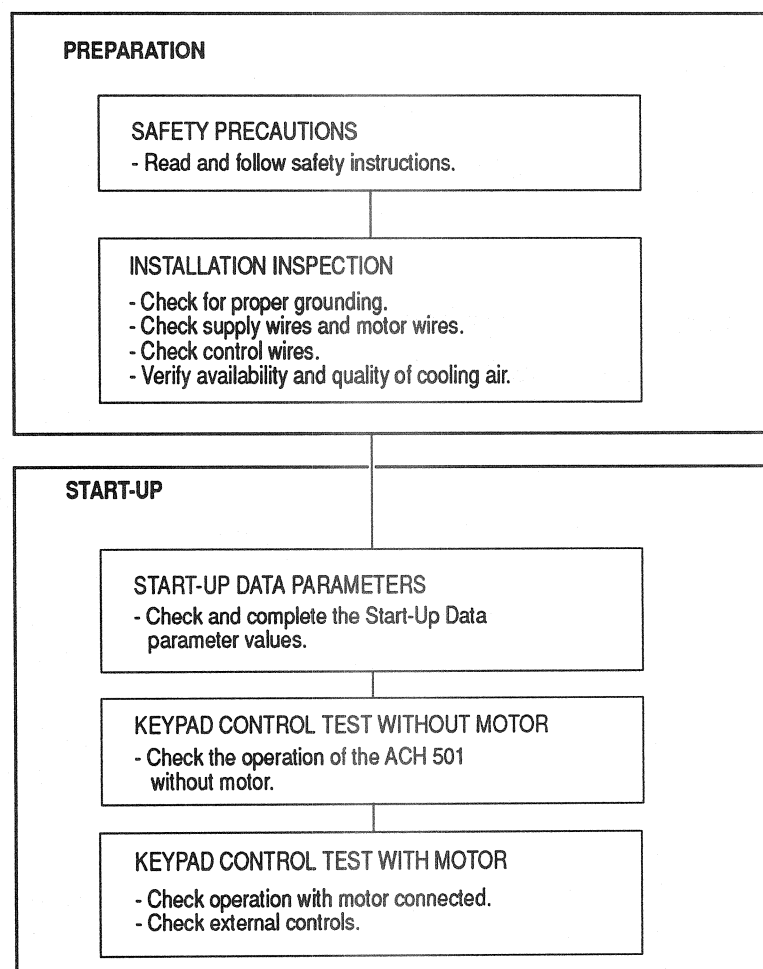 PREPARATION
SAFETY PRECAUTIONS
- Read and follow safety instructions.
INSTALLATION INSPECTION
- Check for proper grounding.
- Check supply wires and motor wires.
- Check control wires.
- Verify availability and quality of cooling air.
START-UP
START-UP DATA PARAMETERS
- Check and complete the Start-Up Data
parameter values.
KEYPAD CONTROL TEST WITHOUT MOTOR
- Check the operation of the ACH 501
without motor.
KEYPAD CONTROL TEST WITH MOTOR
- Check operation with motor connected.
- Check external controls.